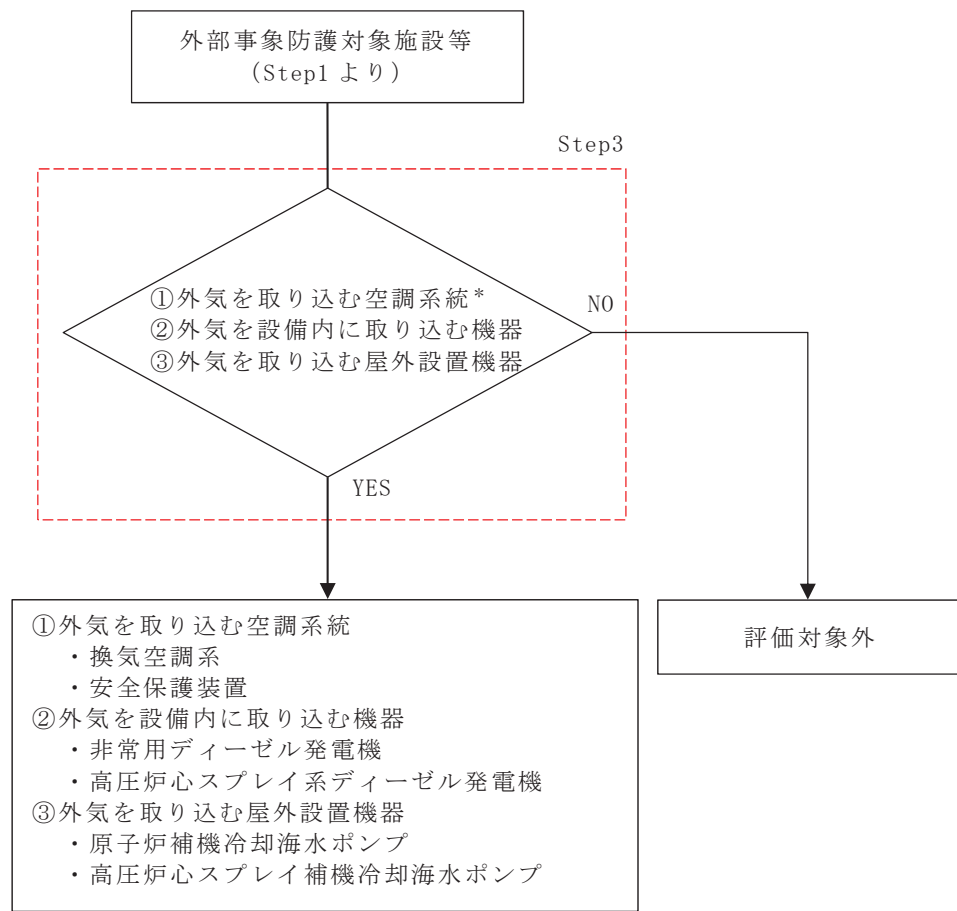 外部事象防護対象施設等
(Step1 より)
Step3
①外気を取り込む空調系統*
②外気を設備内に取り込む機器
③外気を取り込む屋外設置機器
NO
YES
①外気を取り込む空調系統
・換気空調系
・安全保護装置
②外気を設備内に取り込む機器
・非常用ディーゼル発電機
・高圧炉心スプレイ系ディーゼル発電機
③外気を取り込む屋外設置機器
・原子炉補機冷却海水ポンプ
・高圧炉心スプレイ補機冷却海水ポンプ
評価対象外